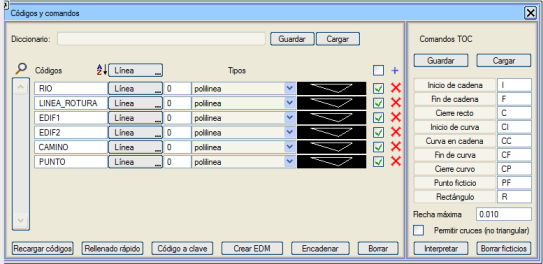 Códigos y comandos
Diccionario: Guardar Cargar
Códigos Línea ... Tipos
RIO Línea ... 0 polilinea
LINEA_ROTURA Línea ... 0 polilinea
EDIF1 Línea ... 0 polilinea
EDIF2 Línea ... 0 polilinea
CAMINO Línea ... 0 polilinea
PUNTO Línea ... 0 polilinea
Recargar códigos Rellenado rápido Código a clave Crear EDM Encadenar Borrar
Comandos TOC
Guardar Cargar
Inicio de cadena I
Fin de cadena F
Cierre recto C
Inicio de curva CI
Curva en cadena CC
Fin de curva CF
Cierre curvo CP
Punto ficticio PF
Rectángulo R
Flecha máxima 0.010
Permitir cruces (no triangular)
Interpretar Borrar ficticios